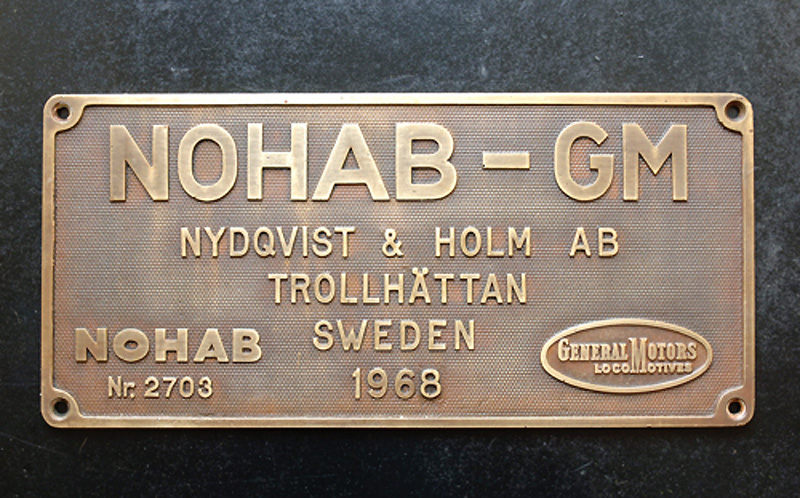 NOHAB-GM
NYDQVIST & HOLM AB
TROLLHÄTTAN
SWEDEN
1968
NOHAB
Nr. 2703
GENERAL MOTORS
LOCOMOTIVES